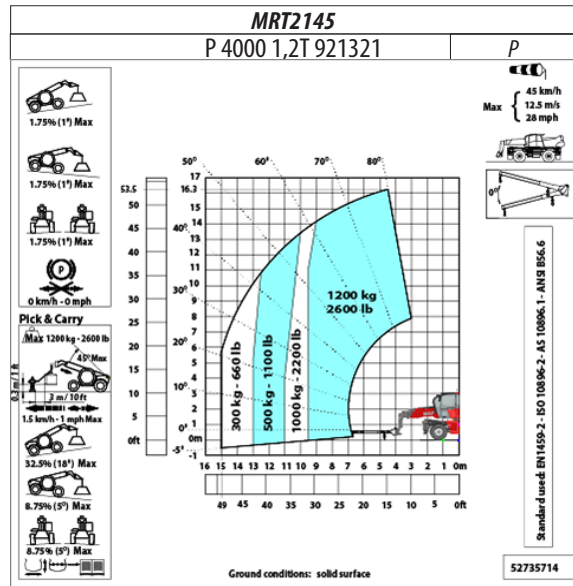 MRT2145
P 4000 1,2T 921321
P
1.75% (1°) Max
1.75% (1°) Max
1.75% (1°) Max
P
0 km/h - 0 mph
Pick & Carry
Max 1200 kg - 2600 lb
45° Max
0.3 m / 1 ft
3 m / 10 ft
1.5 km/h - 1 mph Max
32.5% (18°) Max
8.75% (5°) Max
8.75% (5°) Max
45 km/h
Max 12.5 m/s
28 mph
0°
50° 60° 70° 80°
40°
30°
20°
10°
0°
53.5
50
45
40
35
30
25
20
15
10
5
0ft
-5
17
16.3
15
14
13
12
11
10
9
8
7
6
5
4
3
2
1
0m
-1
300 kg - 660 lb
500 kg - 1100 lb
1000 kg - 2200 lb
1200 kg
2600 lb
16 15 14 13 12 11 10 9 8 7 6 5 4 3 2 1 0m
49 45 40 35 30 25 20 15 10 5 0ft
Standard used: EN1459-2 - ISO 10896-2 - AS 10896.1 - ANSI B56.6
Ground conditions: solid surface
52735714